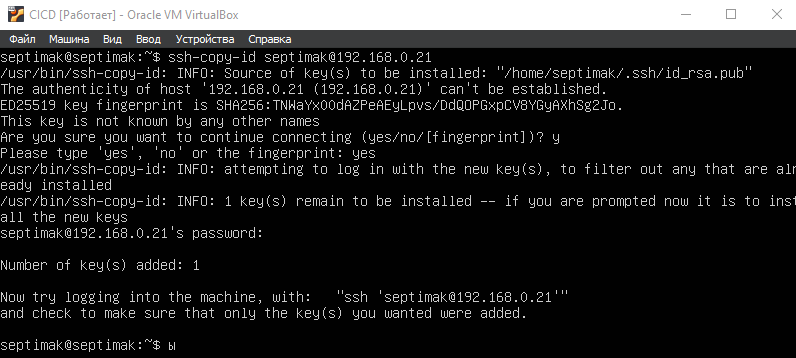 CICD [Работает] - Oracle VM VirtualBox
Файл Машина Вид Ввод Устройства Справка
septimak@septimak:~$ ssh-copy-id septimak@192.168.0.21
/usr/bin/ssh-copy-id: INFO: Source of key(s) to be installed: "/home/septimak/.ssh/id_rsa.pub"
The authenticity of host '192.168.0.21 (192.168.0.21)' can't be established.
ED25519 key fingerprint is SHA256:TNWaYxO0dAZPeAEyLpvs/DdQOPGxpCV8YGyAXhSg2Jo.
This key is not known by any other names
Are you sure you want to continue connecting (yes/no/[fingerprint])? y
Please type 'yes', 'no' or the fingerprint: yes
/usr/bin/ssh-copy-id: INFO: attempting to log in with the new key(s), to filter out any that are alr
eady installed
/usr/bin/ssh-copy-id: INFO: 1 key(s) remain to be installed -- if you are prompted now it is to inst
all the new keys
septimak@192.168.0.21's password:
Number of key(s) added: 1
Now try logging into the machine, with:   "ssh 'septimak@192.168.0.21'"
and check to make sure that only the key(s) you wanted were added.
septimak@septimak:~$ ы